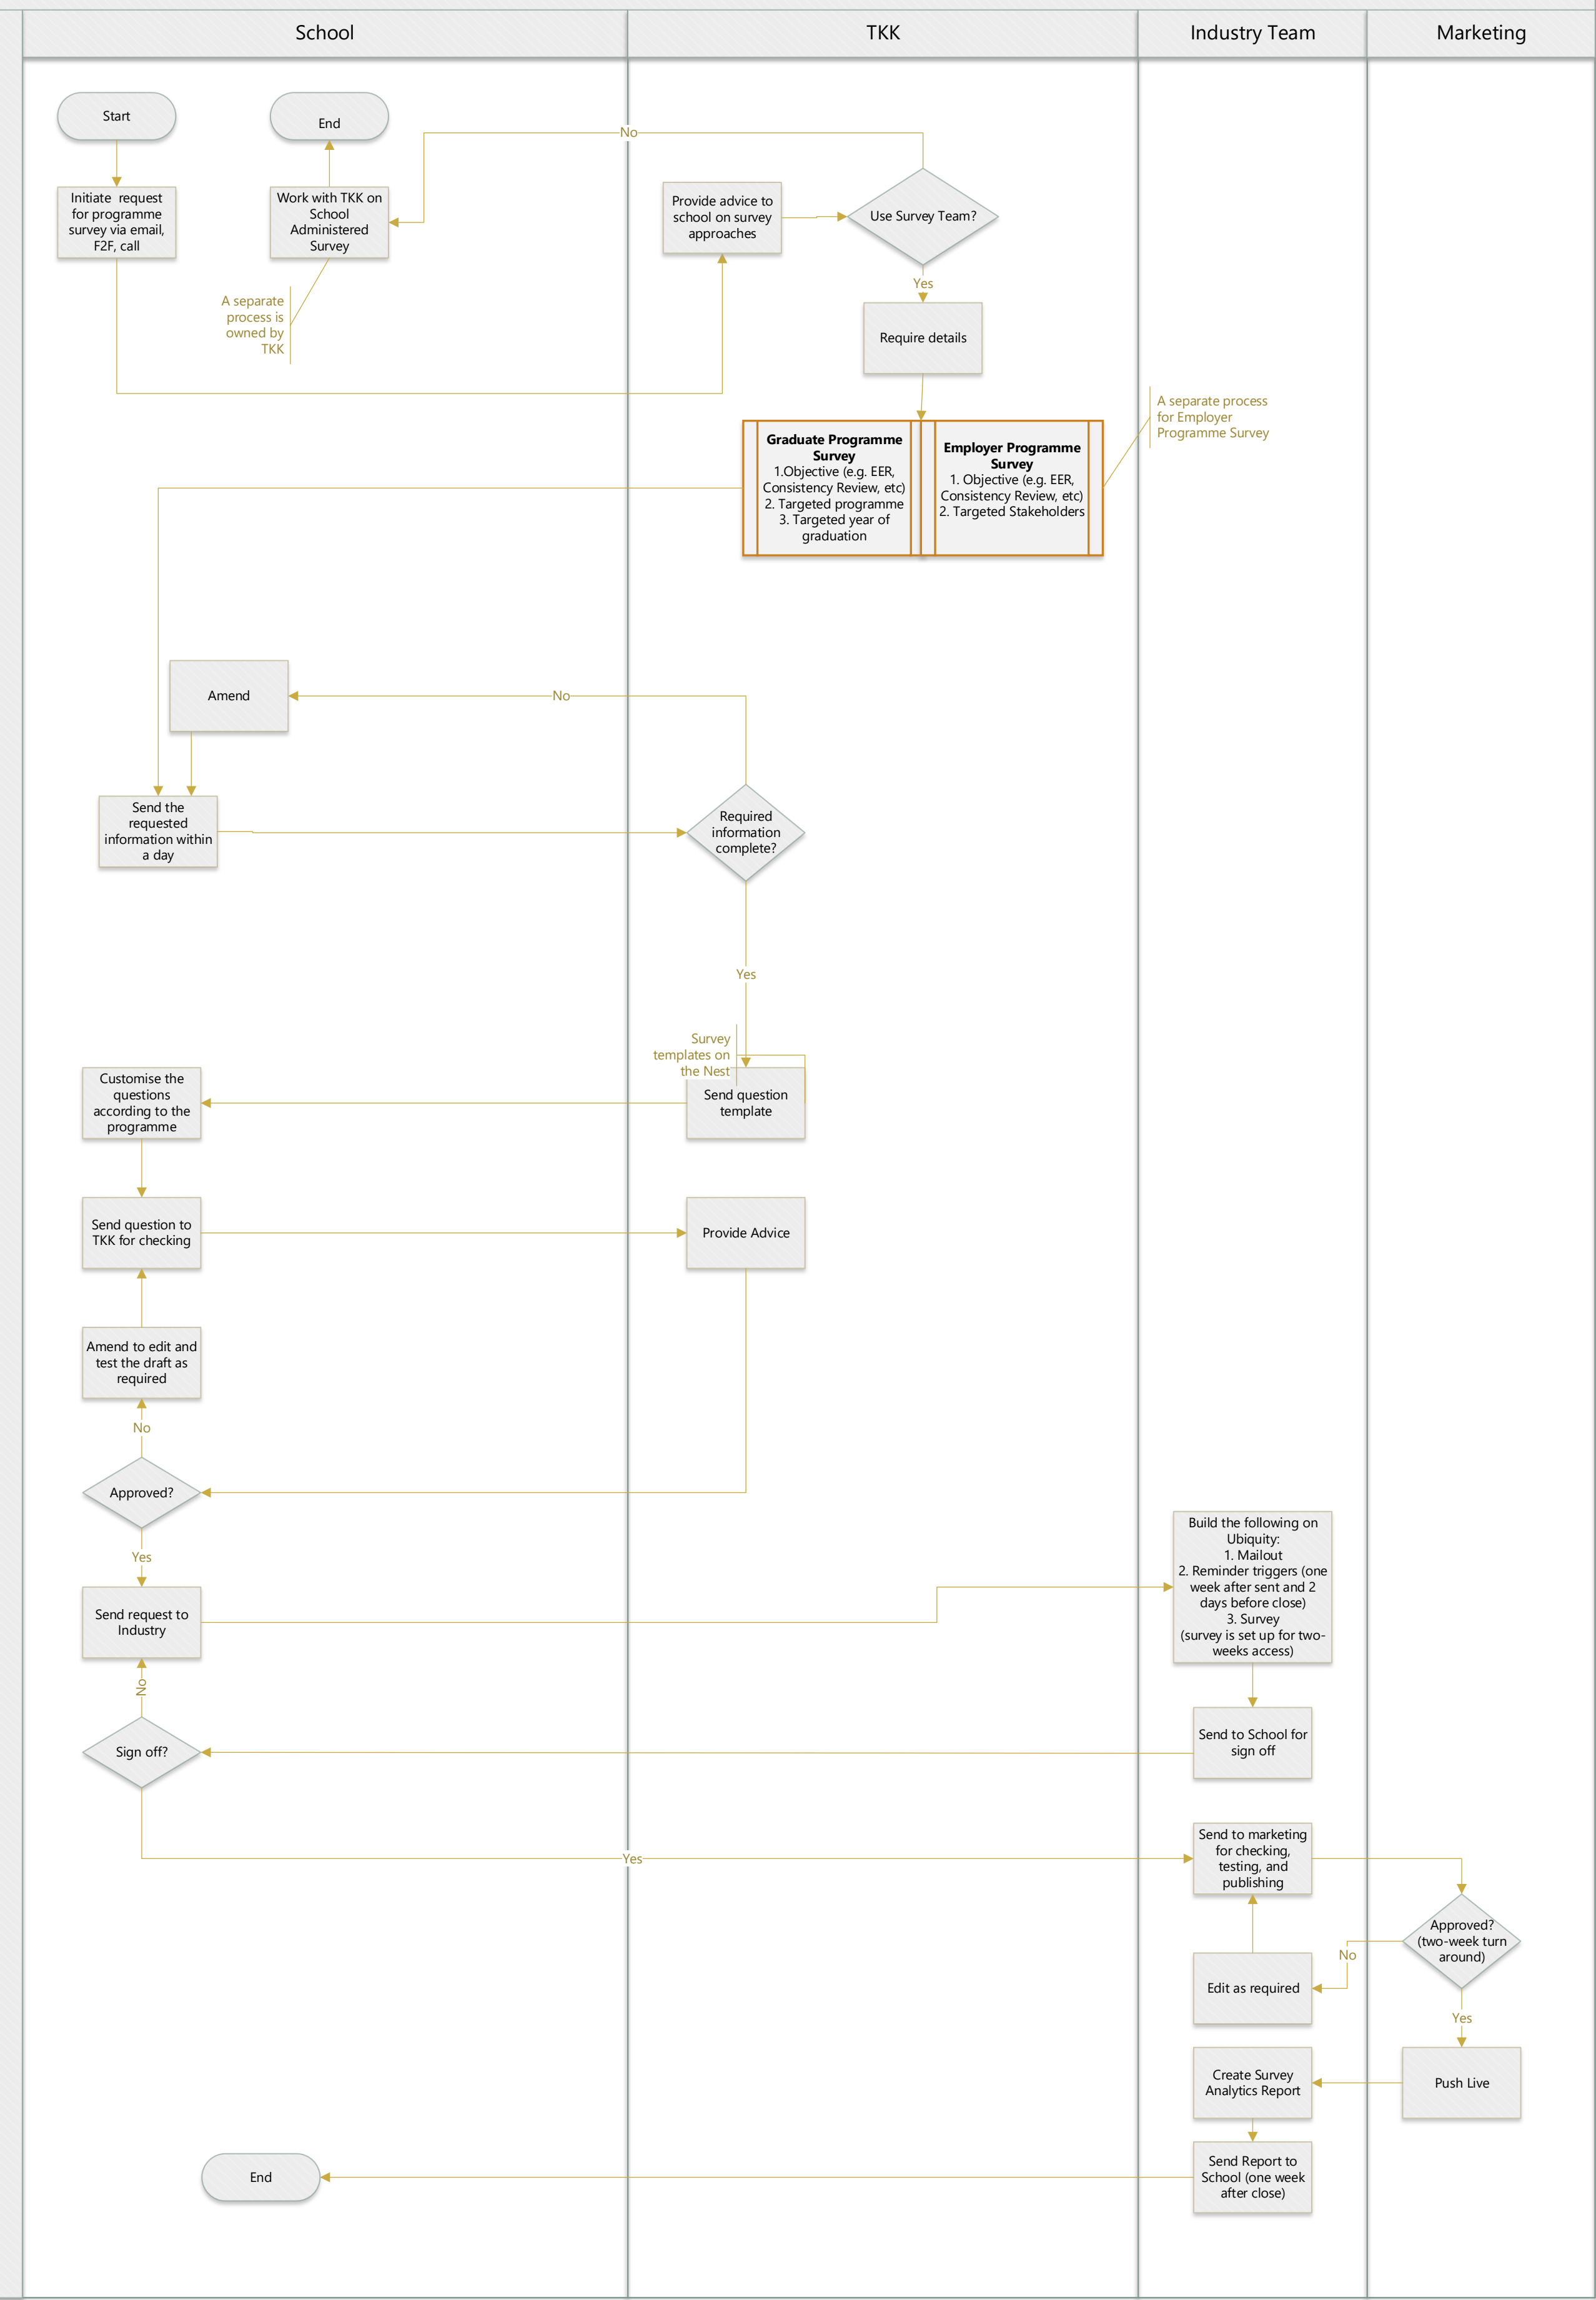 School
TKK
Industry Team
Marketing
Start
End
No
Initiate request
for programme
survey via email,
F2F, call
Work with TKK on
School
Administered
Survey
Provide advice to
school on survey
approaches
Use Survey Team?
Yes
A separate
process is
owned by
TKK
Require details
A separate process
for Employer
Programme Survey
Graduate Programme
Survey
1.Objective (e.g. EER,
Consistency Review, etc)
2. Targeted programme
3. Targeted year of
graduation
Employer Programme
Survey
1. Objective (e.g. EER,
Consistency Review, etc)
2. Targeted Stakeholders
Amend
No
Send the
requested
information within
a day
Required
information
complete?
Yes
Survey
templates on
the Nest
Customise the
questions
according to the
programme
Send question
template
Send question to
TKK for checking
Provide Advice
Amend to edit and
test the draft as
required
No
Approved?
Yes
Build the following on
Ubiquity:
1. Mailout
2. Reminder triggers (one
week after sent and 2
days before close)
3. Survey
(survey is set up for two-
weeks access)
Send request to
Industry
No
Sign off?
Send to School for
sign off
Yes
Send to marketing
for checking,
testing, and
publishing
Approved?
(two-week turn
around)
No
Edit as required
Yes
Create Survey
Analytics Report
Push Live
End
Send Report to
School (one week
after close)